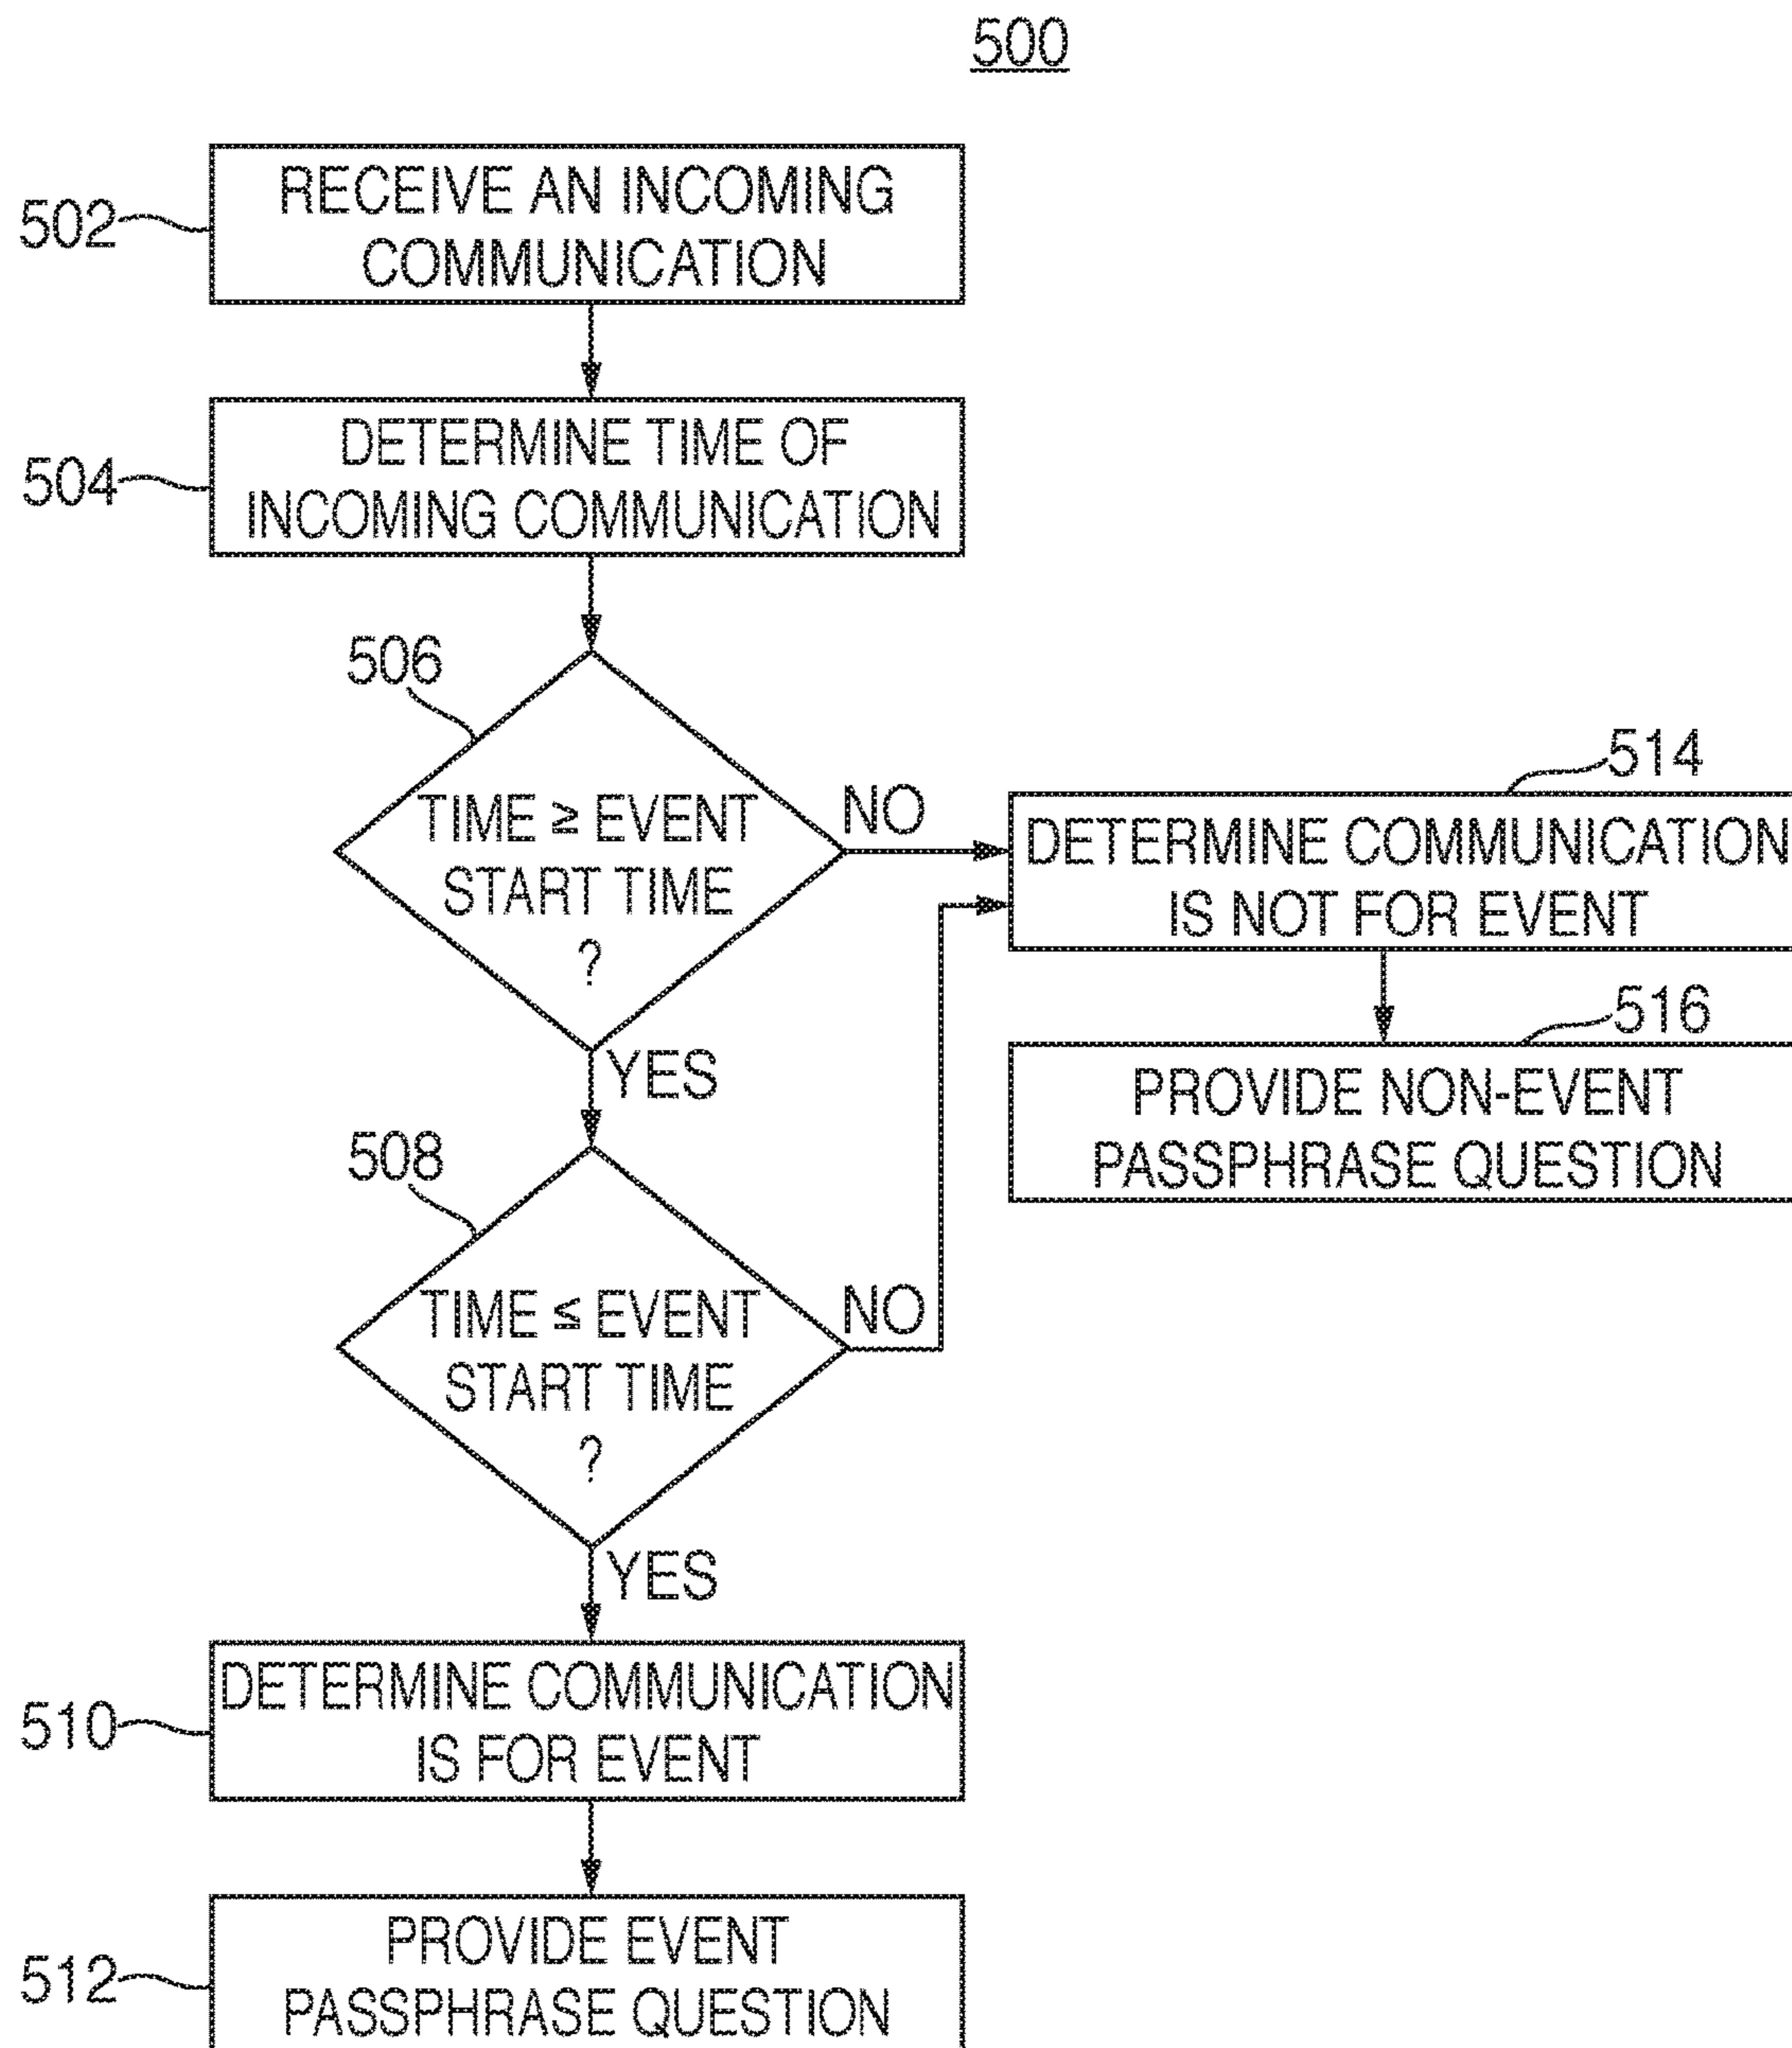 500
502
RECEIVE AN INCOMING
COMMUNICATION
504
DETERMINE TIME OF
INCOMING COMMUNICATION
506
TIME ≥ EVENT
START TIME
?
NO
YES
514
DETERMINE COMMUNICATION
IS NOT FOR EVENT
516
PROVIDE NON-EVENT
PASSPHRASE QUESTION
508
TIME ≤ EVENT
START TIME
?
NO
YES
510
DETERMINE COMMUNICATION
IS FOR EVENT
512
PROVIDE EVENT
PASSPHRASE QUESTION